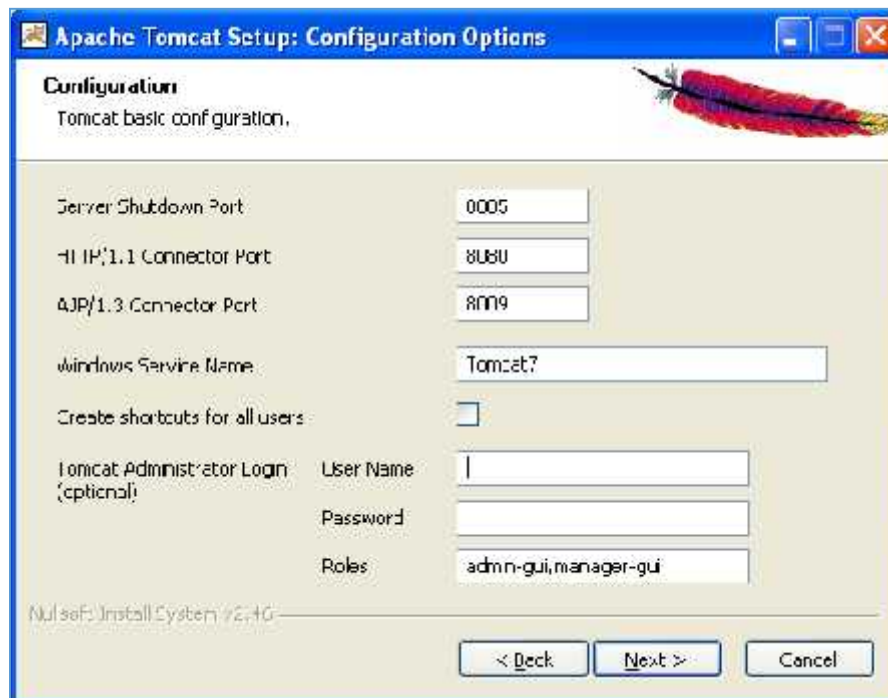 Apache Tomcat Setup: Configuration Options
Configuration
Tomcat basic configuration.
Server Shutdown Port 8005
HTTP/1.1 Connector Port 8080
AJP/1.3 Connector Port 8009
Windows Service Name Tomcat7
Create shortcuts for all users
Tomcat Administrator Login User Name
(optional)
Password
Roles admin-gui,manager-gui
Nullsoft Install System v2.46
< Back Next > Cancel